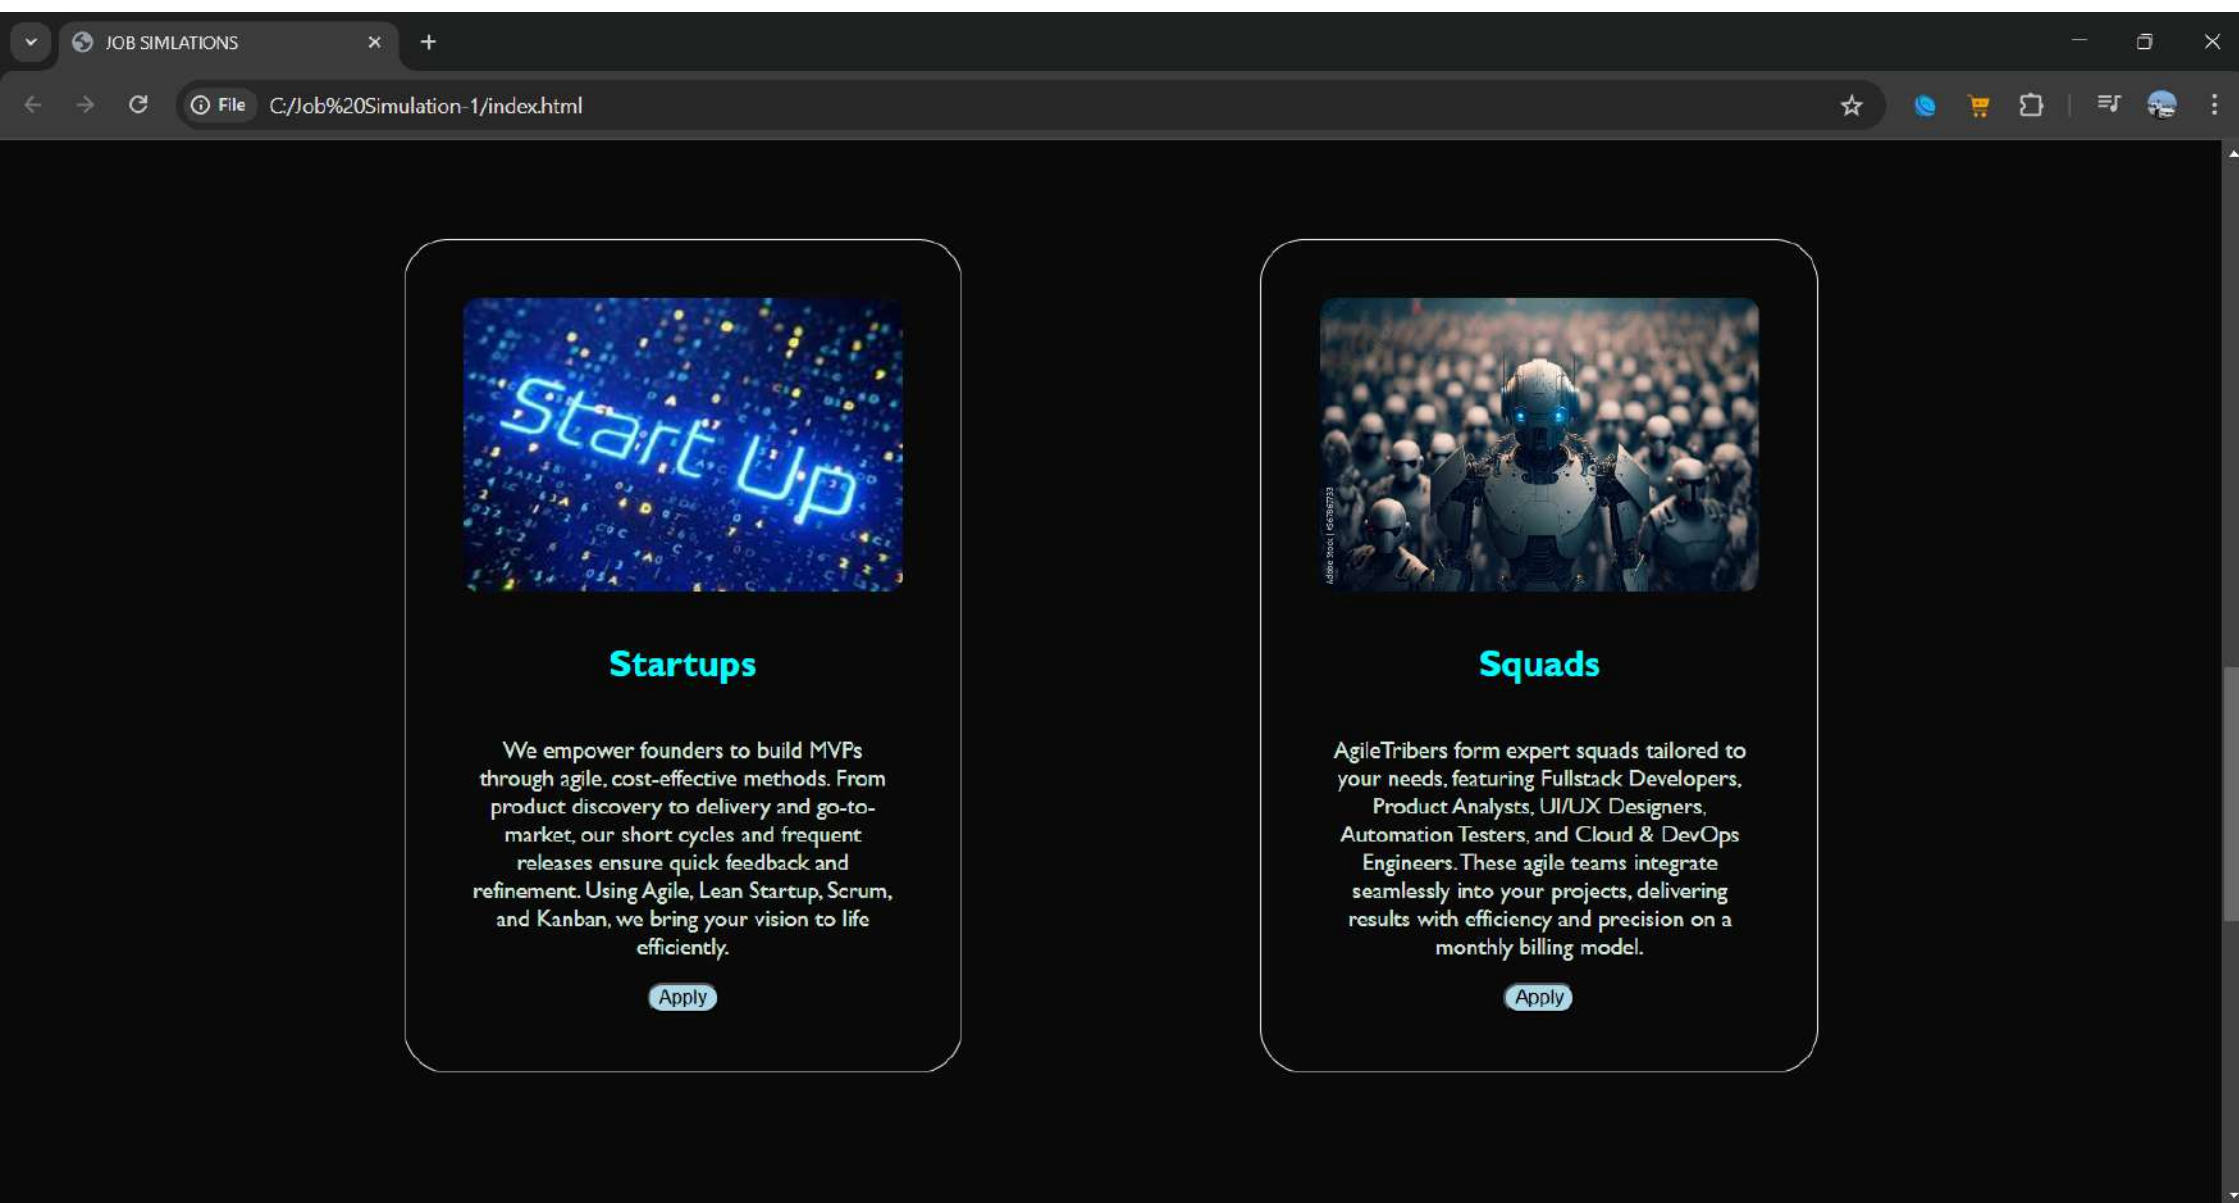 JOB SIMLATIONS
File
C:/Job%20Simulation-1/index.html
Start Up
Adobe Stock | #567867733
Startups
We empower founders to build MVPs
through agile, cost-effective methods. From
product discovery to delivery and go-to-
market, our short cycles and frequent
releases ensure quick feedback and
refinement. Using Agile, Lean Startup, Scrum,
and Kanban, we bring your vision to life
efficiently.
Apply
Squads
AgileTribers form expert squads tailored to
your needs, featuring Fullstack Developers,
Product Analysts, UI/UX Designers,
Automation Testers, and Cloud & DevOps
Engineers. These agile teams integrate
seamlessly into your projects, delivering
results with efficiency and precision on a
monthly billing model.
Apply